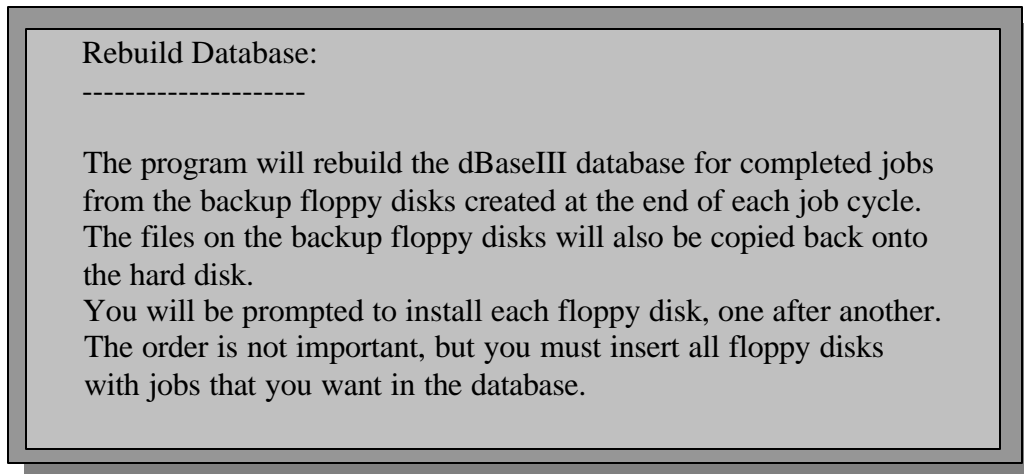 Rebuild Database:
---------------------
The program will rebuild the dBaseIII database for completed jobs
from the backup floppy disks created at the end of each job cycle.
The files on the backup floppy disks will also be copied back onto
the hard disk.
You will be prompted to install each floppy disk, one after another.
The order is not important, but you must insert all floppy disks
with jobs that you want in the database.